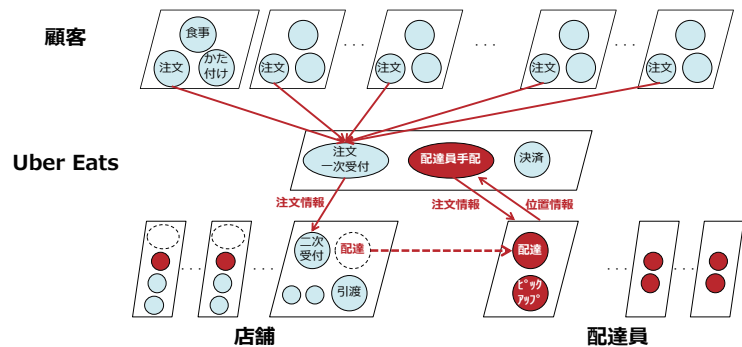 顧客
食事
注文
かた
付け
・・・
注文
・・・
注文
・・・
注文
・・・
注文
Uber Eats
注文
一次受付
配達員手配
決済
注文情報
注文情報
位置情報
・・・
・・・
二次
受付
配達
引渡
配達
ピック
アップ
・・・
・・・
店舗
配達員